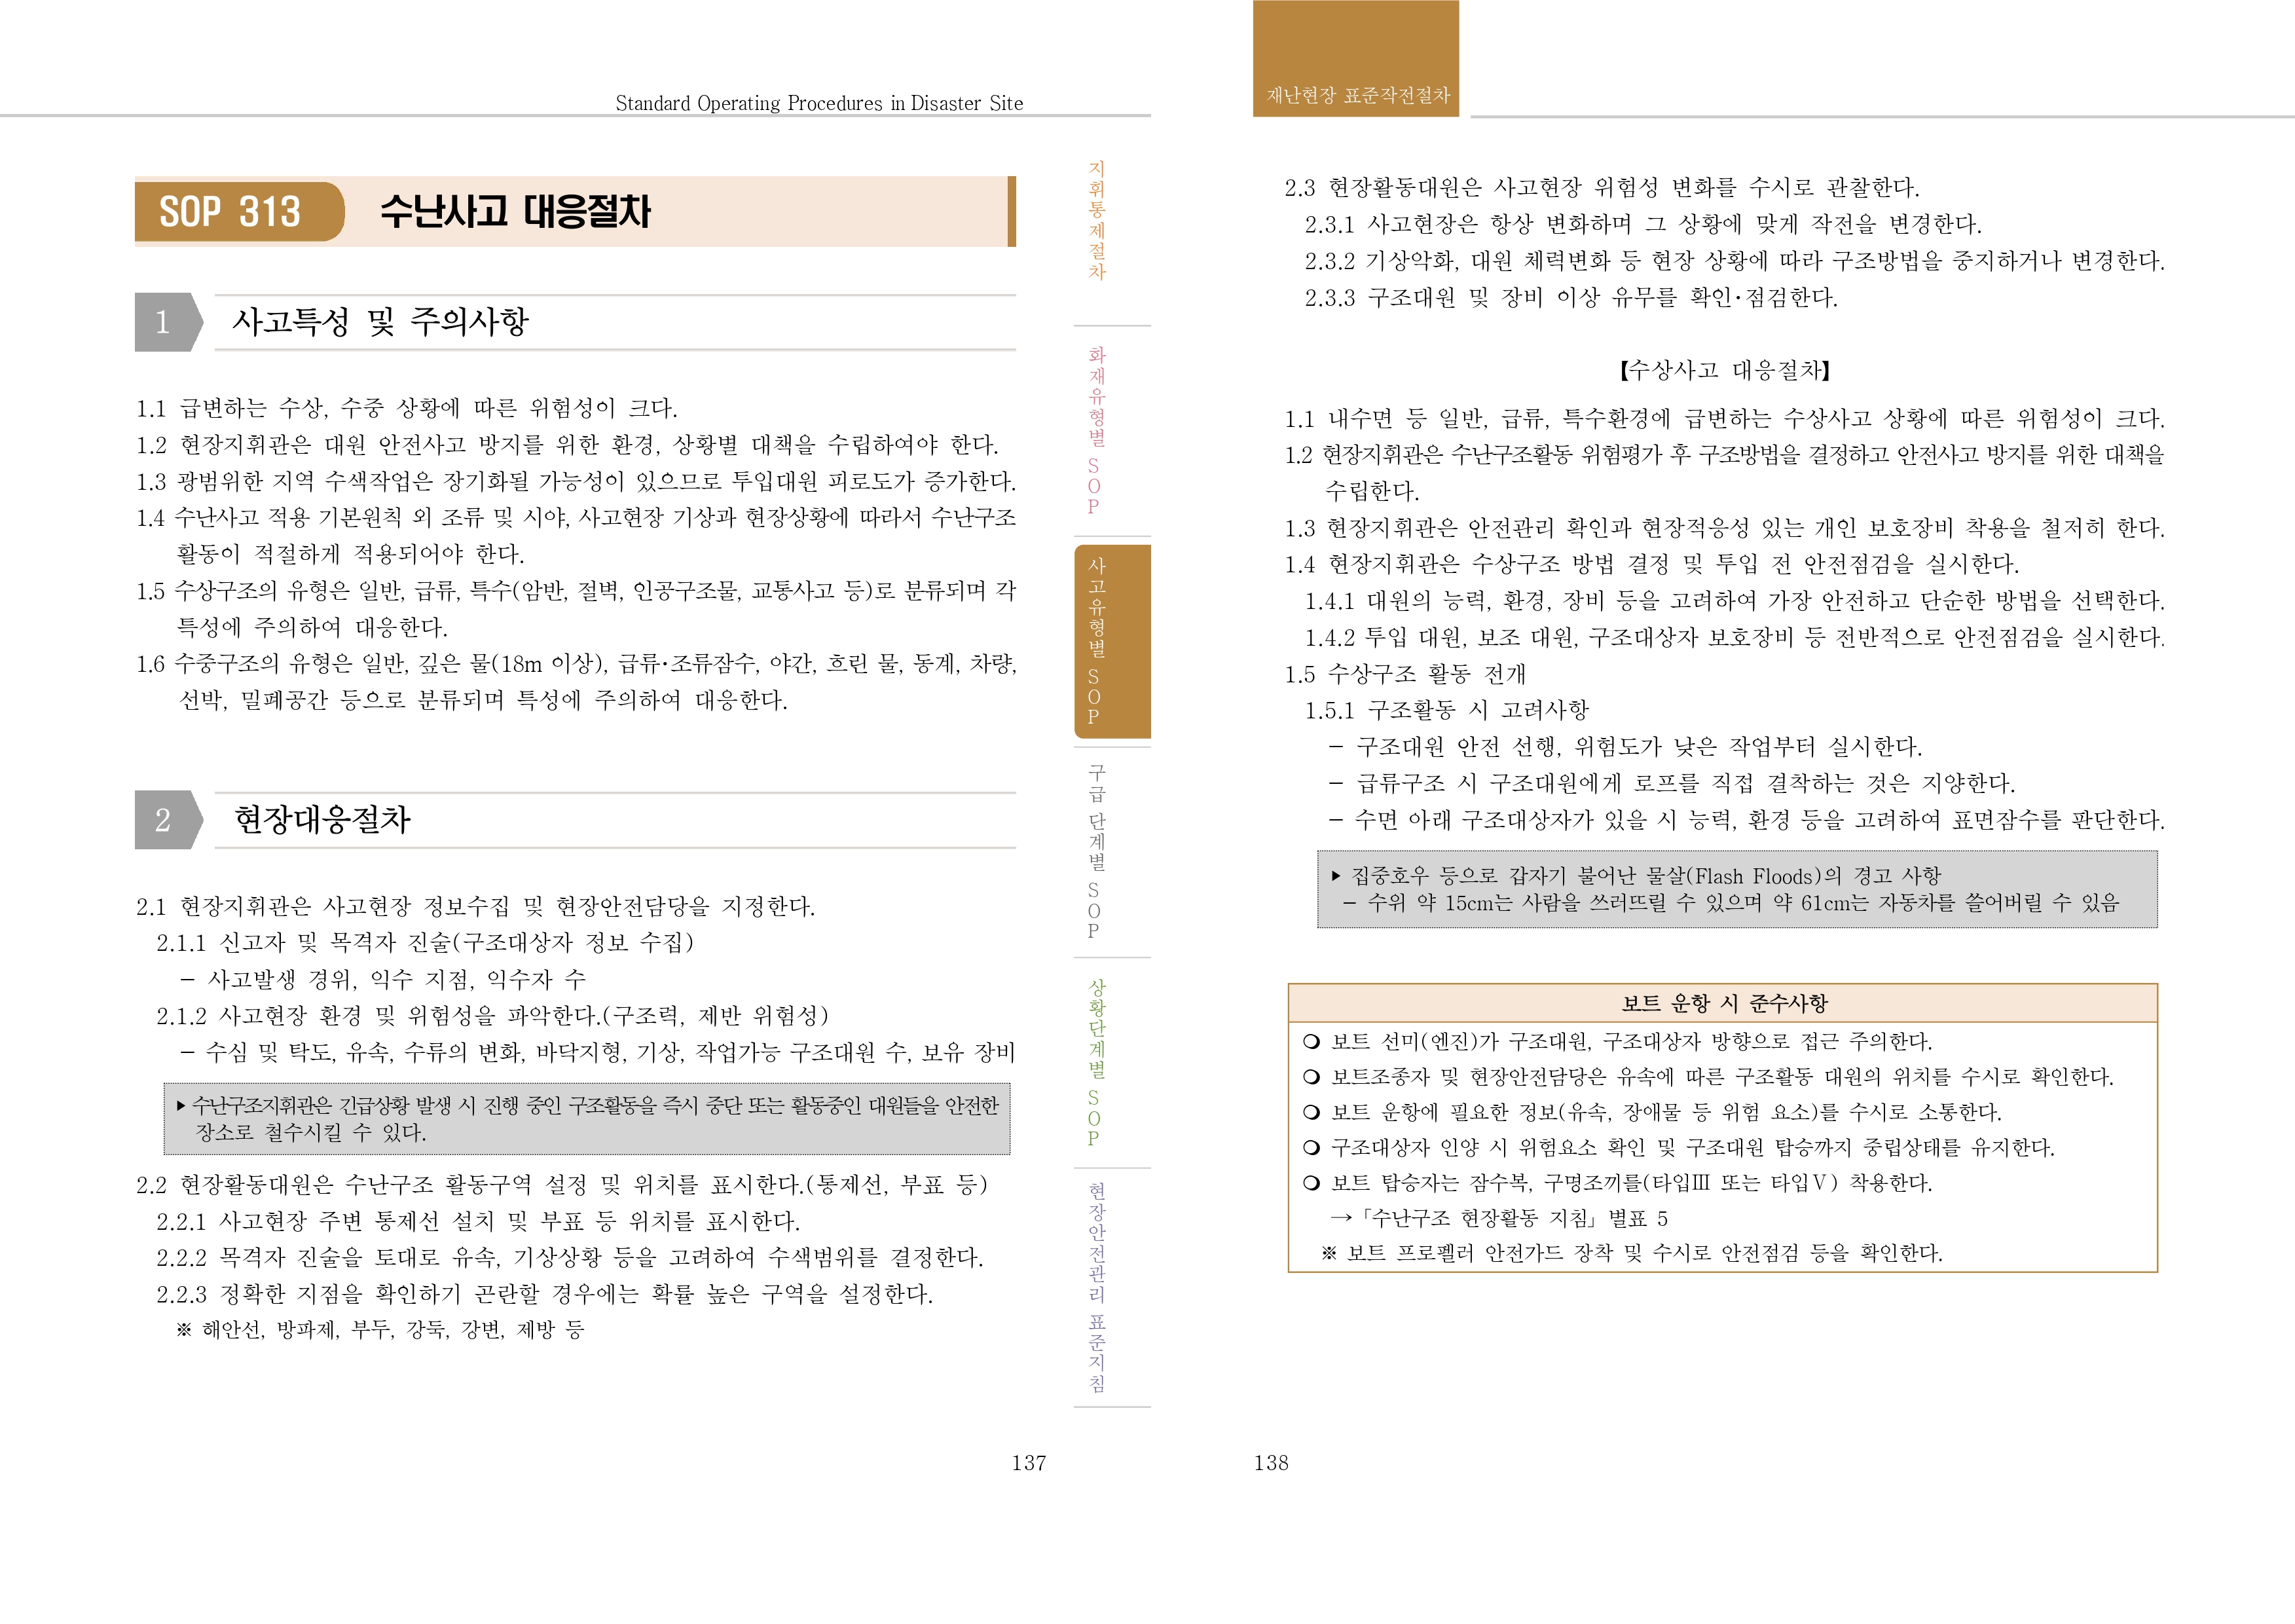 Standard Operating Procedures in Disaster Site
SOP 313 수난사고 대응절차
1 사고특성 및 주의사항
1.1 급변하는 수상, 수중 상황에 따른 위험성이 크다.
1.2 현장지휘관은 대원 안전사고 방지를 위한 환경, 상황별 대책을 수립하여야 한다.
1.3 광범위한 지역 수색작업은 장기화될 가능성이 있으므로 투입대원 피로도가 증가한다.
1.4 수난사고 적용 기본원칙 외 조류 및 시야, 사고현장 기상과 현장상황에 따라서 수난구조
활동이 적절하게 적용되어야 한다.
1.5 수상구조의 유형은 일반, 급류, 특수(암반, 절벽, 인공구조물, 교통사고 등)로 분류되며 각
특성에 주의하여 대응한다.
1.6 수중구조의 유형은 일반, 깊은 물(18m 이상), 급류·조류잠수, 야간, 흐린 물, 동계, 차량,
선박, 밀폐공간 등으로 분류되며 특성에 주의하여 대응한다.
2 현장대응절차
2.1 현장지휘관은 사고현장 정보수집 및 현장안전담당을 지정한다.
2.1.1 신고자 및 목격자 진술(구조대상자 정보 수집)
- 사고발생 경위, 익수 지점, 익수자 수
2.1.2 사고현장 환경 및 위험성을 파악한다.(구조력, 제반 위험성)
- 수심 및 탁도, 유속, 수류의 변화, 바닥지형, 기상, 작업가능 구조대원 수, 보유 장비
▶ 수난구조지휘관은 긴급상황 발생 시 진행 중인 구조활동을 즉시 중단 또는 활동중인 대원들을 안전한
장소로 철수시킬 수 있다.
2.2 현장활동대원은 수난구조 활동구역 설정 및 위치를 표시한다.(통제선, 부표 등)
2.2.1 사고현장 주변 통제선 설치 및 부표 등 위치를 표시한다.
2.2.2 목격자 진술을 토대로 유속, 기상상황 등을 고려하여 수색범위를 결정한다.
2.2.3 정확한 지점을 확인하기 곤란할 경우에는 확률 높은 구역을 설정한다.
※ 해안선, 방파제, 부두, 강둑, 강변, 제방 등
137
지휘통제절차
화재유형별 SOP
사고유형별 SOP
구급 단계별 SOP
상황단계별 SOP
현장안전관리 표준지침
재난현장 표준작전절차
2.3 현장활동대원은 사고현장 위험성 변화를 수시로 관찰한다.
2.3.1 사고현장은 항상 변화하며 그 상황에 맞게 작전을 변경한다.
2.3.2 기상악화, 대원 체력변화 등 현장 상황에 따라 구조방법을 중지하거나 변경한다.
2.3.3 구조대원 및 장비 이상 유무를 확인·점검한다.
【수상사고 대응절차】
1.1 내수면 등 일반, 급류, 특수환경에 급변하는 수상사고 상황에 따른 위험성이 크다.
1.2 현장지휘관은 수난구조활동 위험평가 후 구조방법을 결정하고 안전사고 방지를 위한 대책을
수립한다.
1.3 현장지휘관은 안전관리 확인과 현장적응성 있는 개인 보호장비 착용을 철저히 한다.
1.4 현장지휘관은 수상구조 방법 결정 및 투입 전 안전점검을 실시한다.
1.4.1 대원의 능력, 환경, 장비 등을 고려하여 가장 안전하고 단순한 방법을 선택한다.
1.4.2 투입 대원, 보조 대원, 구조대상자 보호장비 등 전반적으로 안전점검을 실시한다.
1.5 수상구조 활동 전개
1.5.1 구조활동 시 고려사항
- 구조대원 안전 선행, 위험도가 낮은 작업부터 실시한다.
- 급류구조 시 구조대원에게 로프를 직접 결착하는 것은 지양한다.
- 수면 아래 구조대상자가 있을 시 능력, 환경 등을 고려하여 표면잠수를 판단한다.
▶ 집중호우 등으로 갑자기 불어난 물살(Flash Floods)의 경고 사항
- 수위 약 15cm는 사람을 쓰러뜨릴 수 있으며 약 61cm는 자동차를 쓸어버릴 수 있음
보트 운항 시 준수사항
❍ 보트 선미(엔진)가 구조대원, 구조대상자 방향으로 접근 주의한다.
❍ 보트조종자 및 현장안전담당은 유속에 따른 구조활동 대원의 위치를 수시로 확인한다.
❍ 보트 운항에 필요한 정보(유속, 장애물 등 위험 요소)를 수시로 소통한다.
❍ 구조대상자 인양 시 위험요소 확인 및 구조대원 탑승까지 중립상태를 유지한다.
❍ 보트 탑승자는 잠수복, 구명조끼를(타입Ⅲ 또는 타입Ⅴ) 착용한다.
→「수난구조 현장활동 지침」별표 5
※ 보트 프로펠러 안전가드 장착 및 수시로 안전점검 등을 확인한다.
138